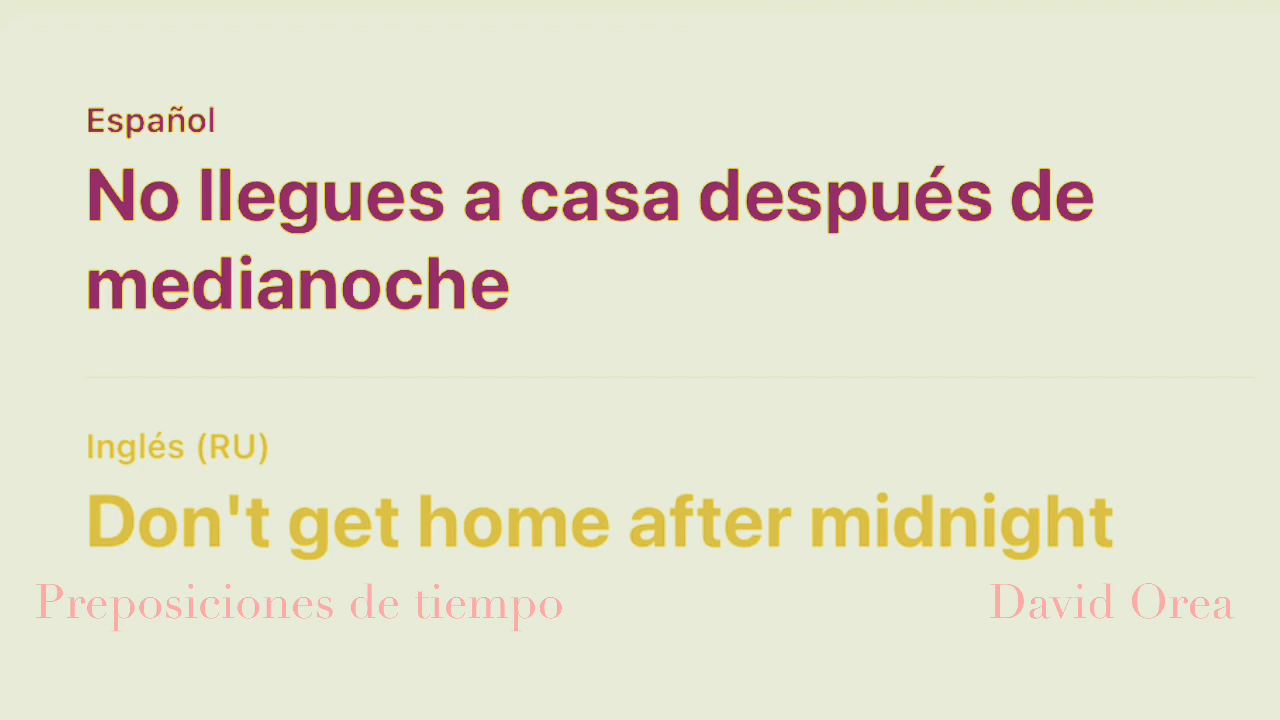 Español
No llegues a casa después de
medianoche
Inglés (RU)
Don't get home after midnight
Preposiciones de tiempo
David Orea